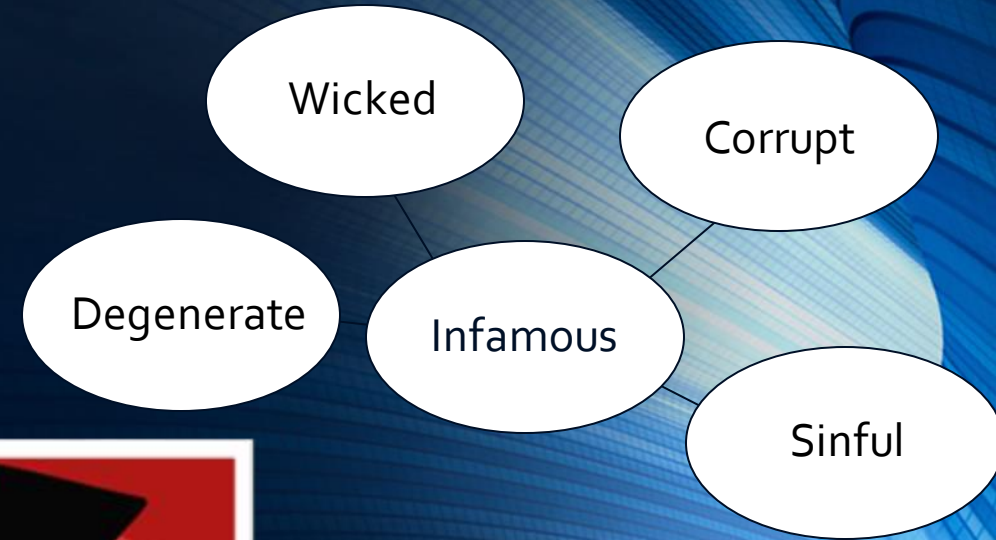 Wicked
Corrupt
Degenerate
Infamous
Sinful